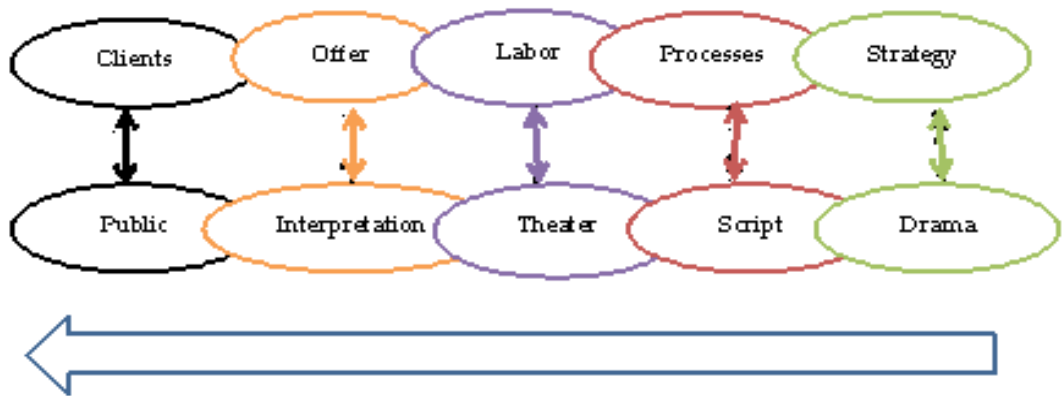 Clients Offer Labor Processes Strategy
Public Interpretation Theater Script Drama